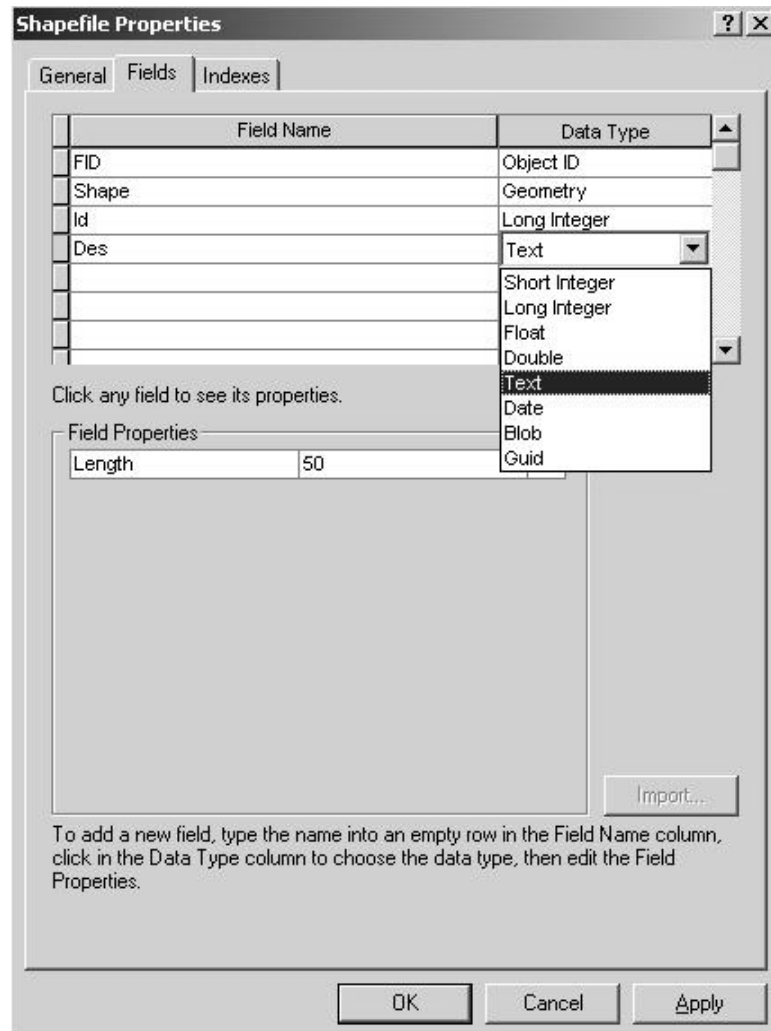 Shapefile Properties ? X
General Fields Indexes
Field Name Data Type
FID Object ID
Shape Geometry
Id Long Integer
Des Text
Short Integer
Long Integer
Float
Double
Text
Date
Blob
Guid
Click any field to see its properties.
Field Properties
Length 50
Import...
To add a new field, type the name into an empty row in the Field Name column,
click in the Data Type column to choose the data type, then edit the Field
Properties.
OK Cancel Apply